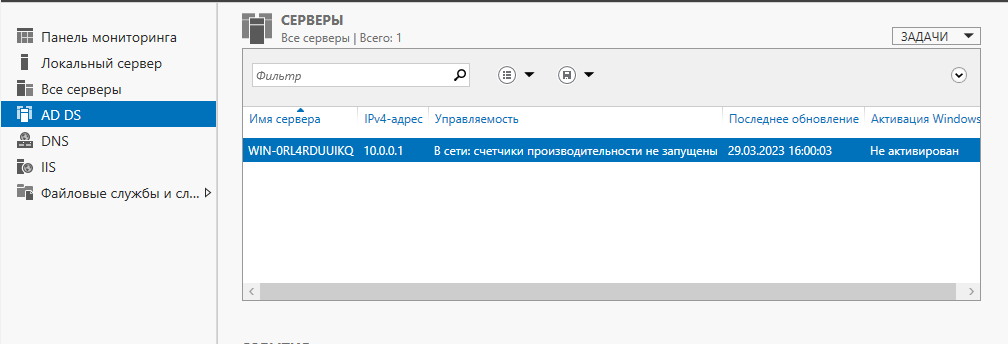 Панель мониторинга
Локальный сервер
Все серверы
AD DS
DNS
IIS
Файловые службы и сл...
СЕРВЕРЫ
Все серверы | Всего: 1
ЗАДАЧИ
Фильтр
Имя сервера IPv4-адрес Управляемость Последнее обновление Активация Windows
WIN-0RL4RDUUIKQ 10.0.0.1 В сети: счетчики производительности не запущены 29.03.2023 16:00:03 Не активирован